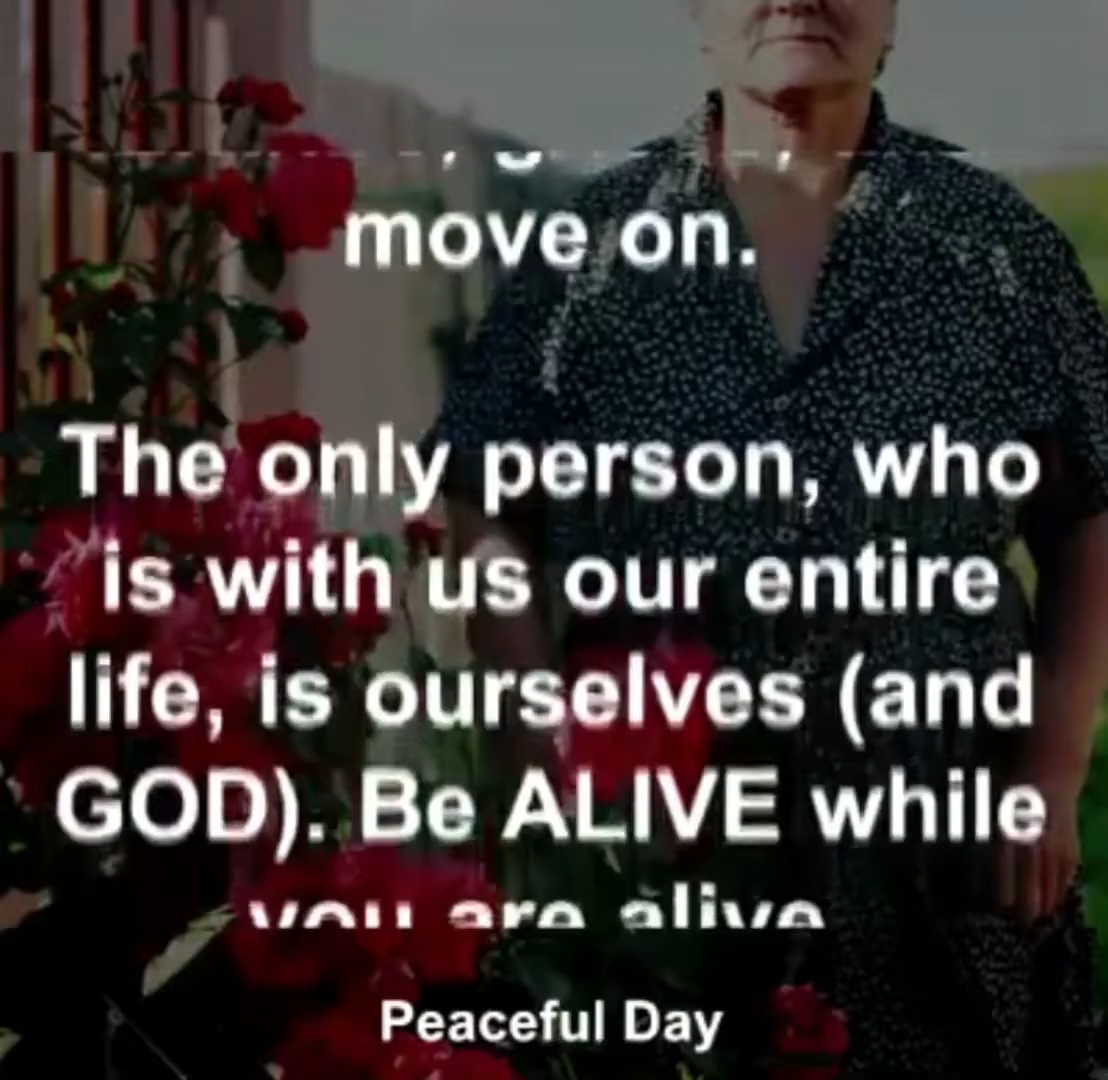 move on.
The only person, who
is with us our entire
life, is ourselves (and
GOD). Be ALIVE while
you are alive
Peaceful Day